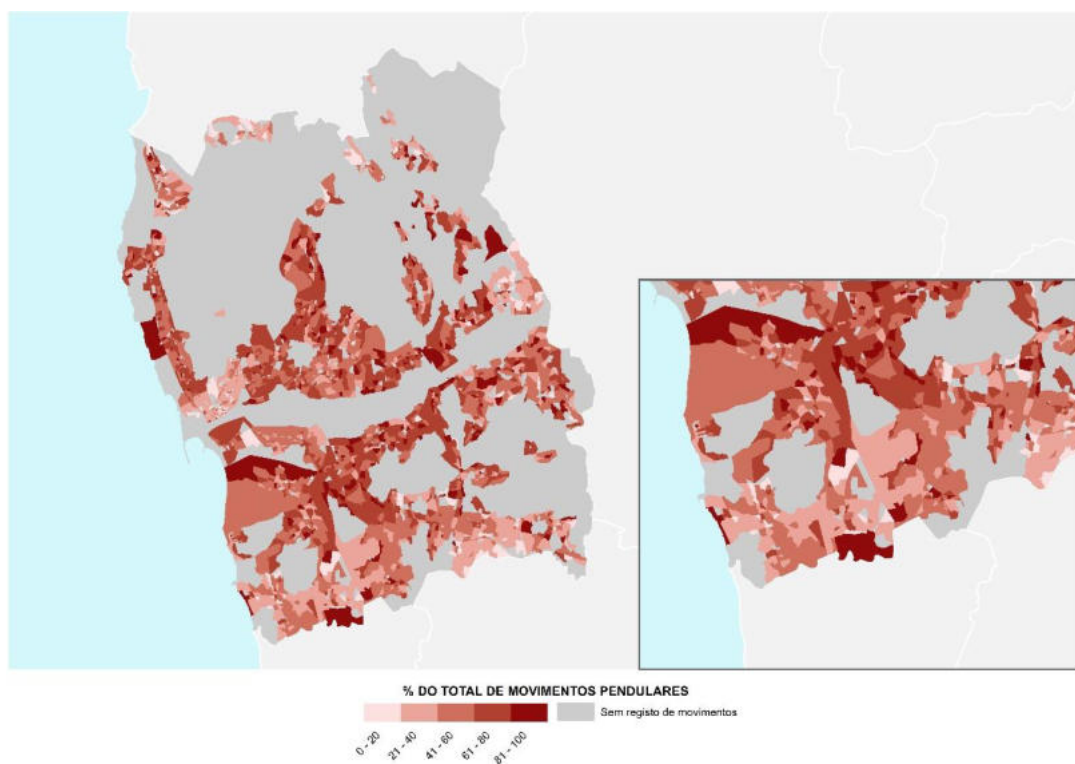 % DO TOTAL DE MOVIMENTOS PENDULARES
Sem registo de movimentos
0 - 20
21 - 40
41 - 60
61 - 80
81 - 100